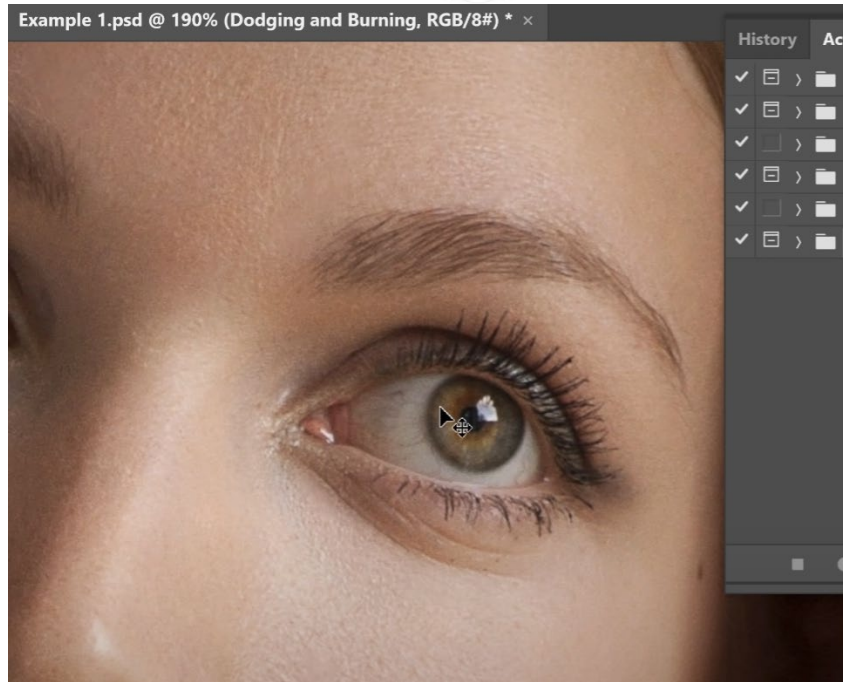 Example 1.psd @ 190% (Dodging and Burning, RGB/8#) * ×
History
Ac